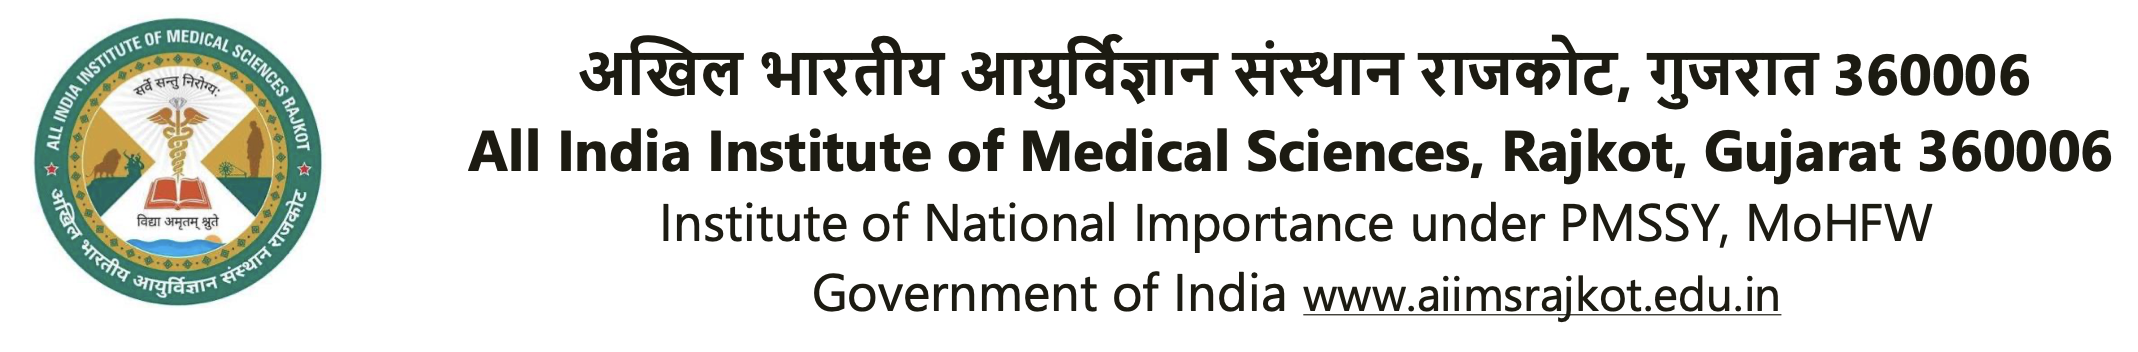 ALL INDIA INSTITUTE OF MEDICAL SCIENCES RAJKOT
सर्वे सन्तु निरोग्य:
विद्या अमृतम् श्रुते
अखिल भारतीय आयुर्विज्ञान संस्थान राजकोट
अखिल भारतीय आयुर्विज्ञान संस्थान राजकोट, गुजरात 360006
All India Institute of Medical Sciences, Rajkot, Gujarat 360006
Institute of National Importance under PMSSY, MoHFW
Government of India www.aiimsrajkot.edu.in